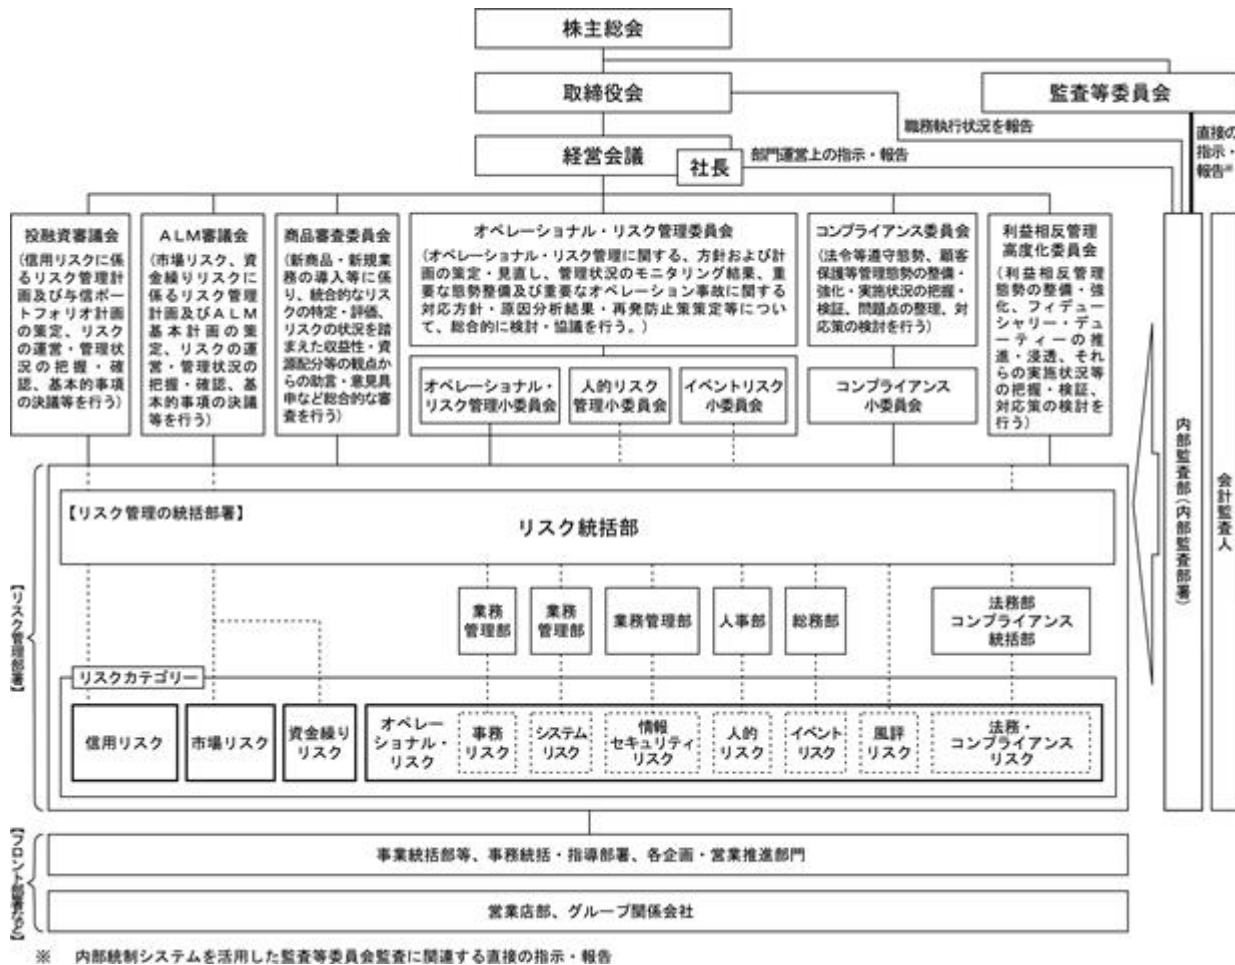 株主総会
取締役会
監査等委員会
職務執行状況を報告
直接の
指示・
報告※
経営会議
社長
部門運営上の指示・報告
投融資審議会
(信用リスクに係
るリスク管理計
画及び与信ポー
トフォリオ計画
の策定、リスク
の運営・管理状
況の把握・確
認、基本的事項
の決議等を行う)
ALM審議会
(市場リスク、資
金繰りリスクに
係るリスク管理
計画及びALM
基本計画の策
定、リスクの運
営・管理状況の
把握・確認、基
本的事項の決議
等を行う)
商品審査委員会
(新商品・新規業
務の導入等に係
り、統合的なリス
クの特定・評価、
リスクの状況を踏
まえた収益性・資
源配分等の観点か
らの助言・意見具
申など総合的な審
査を行う)
オペレーショナル・リスク管理委員会
(オペレーショナル・リスク管理に関する、方針および計
画の策定・見直し、管理状況のモニタリング結果、重
要な態勢整備及び重要なオペレーション事故に関する
対応方針・原因分析結果・再発防止策策定等につい
て、総合的に検討・協議を行う。)
オペレーショナル・
リスク管理小委員会
人的リスク
管理小委員会
イベントリスク
小委員会
コンプライアンス委員会
(法令等遵守態勢、顧客
保護等管理態勢の整備・
強化・実施状況の把握・
検証、問題点の整理、対
応策の検討を行う)
コンプライアンス
小委員会
利益相反管理
高度化委員会
(利益相反管理
態勢の整備・強
化、フィデュー
シャリー・デュ
ーティーの推
進・浸透、それ
らの実施状況等
の把握・検証、
対応策の検討を
行う)
内部監査部(内部監査部署)
会計監査人
【リスク管理部署】
【リスク管理の統括部署】
リスク統括部
業務
管理部
業務
管理部
業務管理部
人事部
総務部
法務部
コンプライアンス
統括部
リスクカテゴリー
信用リスク
市場リスク
資金繰り
リスク
オペレー
ショナル・
リスク
事務
リスク
システム
リスク
情報
セキュリティ
リスク
人的
リスク
イベント
リスク
風評
リスク
法務・
コンプライアンス
リスク
【フロント部署など】
事業統括部等、事務統括・指導部署、各企画・営業推進部門
営業店部、グループ関係会社
※ 内部統制システムを活用した監査等委員会監査に関連する直接の指示・報告